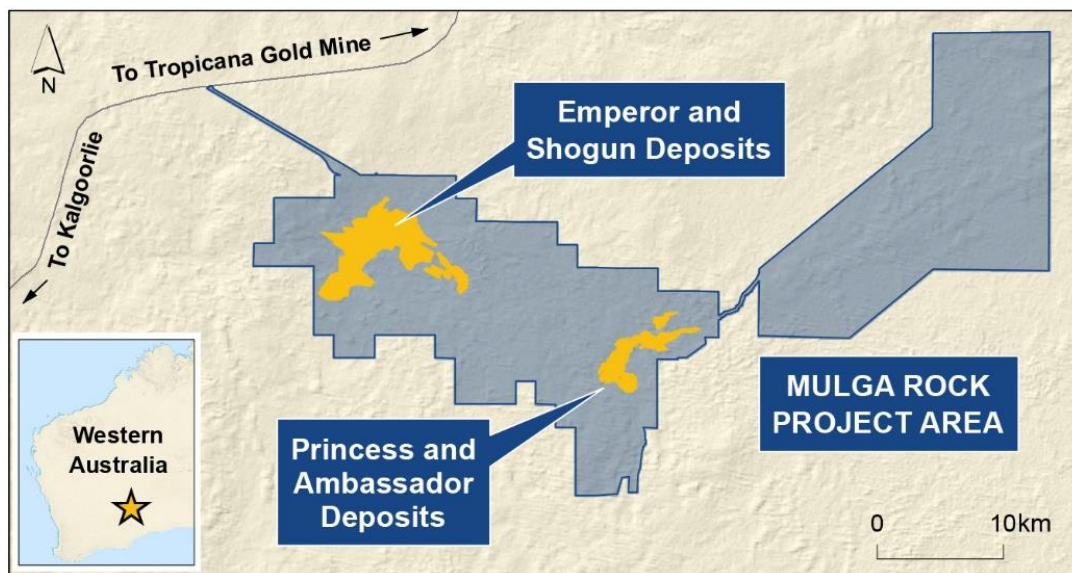 To Tropicana Gold Mine
N
To Kalgoorlie
Emperor and
Shogun Deposits
MULGA ROCK
PROJECT AREA
Princess and
Ambassador
Deposits
Western
Australia
0 10km